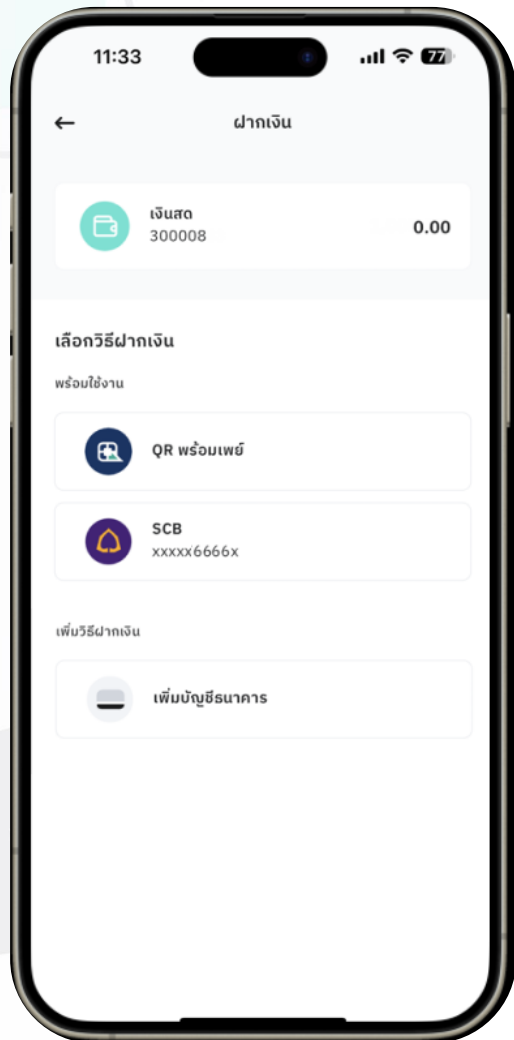 11:33
77
ฝากเงิน
เงินสด
300008
0.00
เลือกวิธีฝากเงิน
พร้อมใช้งาน
QR พร้อมเพย์
SCB
xxxxx6666x
เพิ่มวิธีฝากเงิน
เพิ่มบัญชีธนาคาร